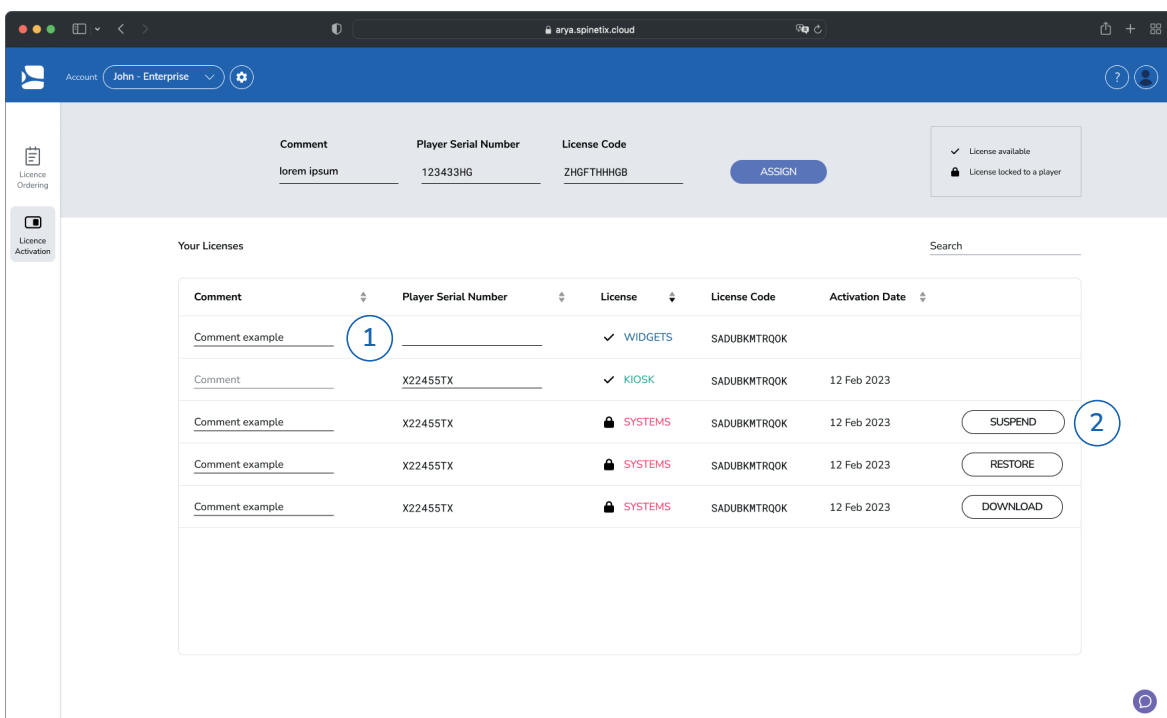 arya.spinetix.cloud
Account John - Enterprise
?
Licence
Ordering
Licence
Activation
Comment Player Serial Number License Code
lorem ipsum 123433HG ZHGFTHHHGB ASSIGN
License available
License locked to a player
Your Licenses Search
Comment Player Serial Number License License Code Activation Date
Comment example 1 WIDGETS SADUBKMTRQOK
Comment X22455TX KIOSK SADUBKMTRQOK 12 Feb 2023
Comment example X22455TX SYSTEMS SADUBKMTRQOK 12 Feb 2023 SUSPEND 2
Comment example X22455TX SYSTEMS SADUBKMTRQOK 12 Feb 2023 RESTORE
Comment example X22455TX SYSTEMS SADUBKMTRQOK 12 Feb 2023 DOWNLOAD